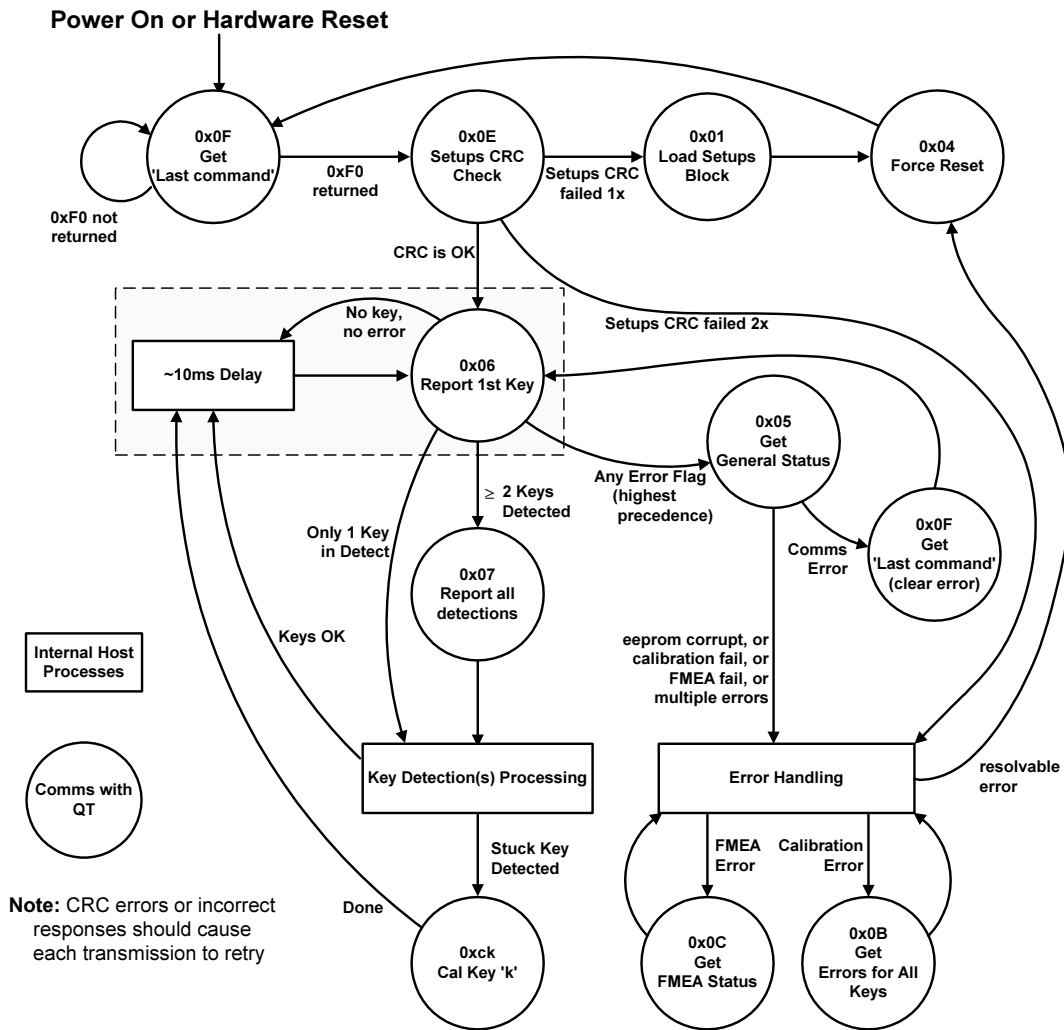 Power On or Hardware Reset
0x0F
Get
'Last command'
0xF0
returned
0xF0 not
returned
0x0E
Setups CRC
Check
Setups CRC
failed 1x
0x01
Load Setups
Block
0x04
Force Reset
CRC is OK
Setups CRC failed 2x
No key,
no error
~10ms Delay
0x06
Report 1st Key
Any Error Flag
(highest
precedence)
0x05
Get
General Status
≥ 2 Keys
Detected
Only 1 Key
in Detect
0x07
Report all
detections
Comms
Error
0x0F
Get
'Last command'
(clear error)
Keys OK
eeprom corrupt, or
calibration fail, or
FMEA fail, or
multiple errors
Internal Host
Processes
Key Detection(s) Processing
Error Handling
resolvable
error
Comms with
QT
Stuck Key
Detected
FMEA
Error
Calibration
Error
Done
0xck
Cal Key 'k'
0x0C
Get
FMEA Status
0x0B
Get
Errors for All
Keys
Note: CRC errors or incorrect
responses should cause
each transmission to retry